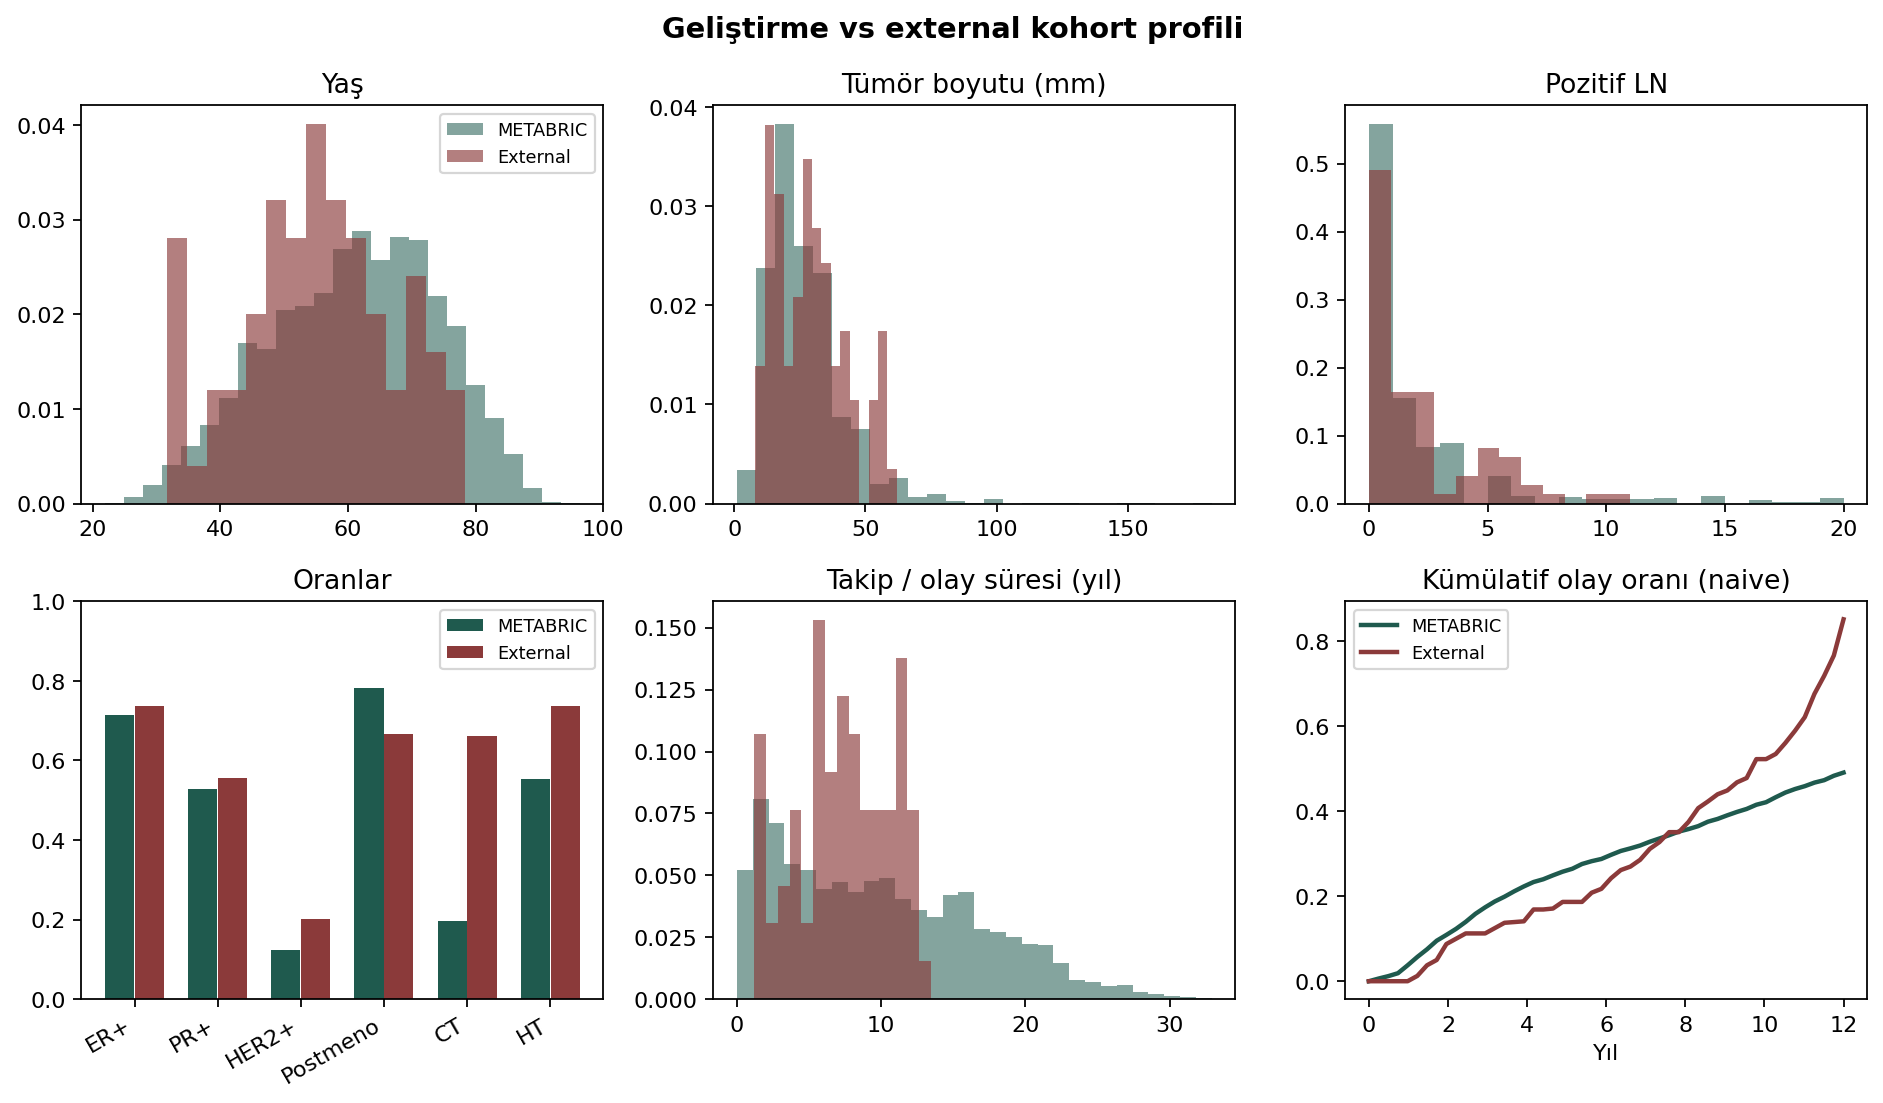 Geliştirme vs external kohort profili
Yaş
METABRIC
External
0.04
0.03
0.02
0.01
0.00
20 40 60 80 100
Tümör boyutu (mm)
0.04
0.03
0.02
0.01
0.00
0 50 100 150
Pozitif LN
0.5
0.4
0.3
0.2
0.1
0.0
0 5 10 15 20
Oranlar
METABRIC
External
1.0
0.8
0.6
0.4
0.2
0.0
ER+ PR+ HER2+ Postmeno CT HT
Takip / olay süresi (yıl)
0.150
0.125
0.100
0.075
0.050
0.025
0.000
0 10 20 30
Kümülatif olay oranı (naive)
METABRIC
External
0.8
0.6
0.4
0.2
0.0
0 2 4 6 8 10 12
Yıl